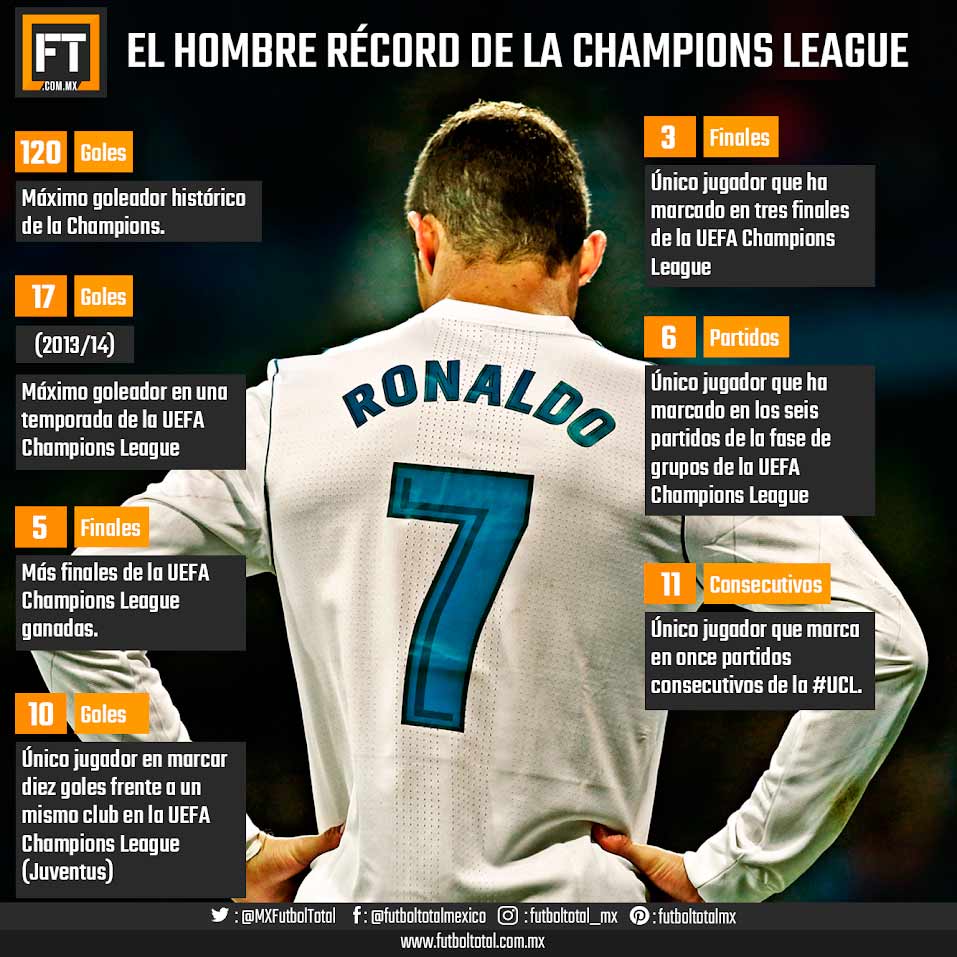 FT
.COM.MX
EL HOMBRE RÉCORD DE LA CHAMPIONS LEAGUE
120 Goles
Máximo goleador histórico
de la Champions.
17 Goles
(2013/14)
Máximo goleador en una
temporada de la UEFA
Champions League
5 Finales
Más finales de la UEFA
Champions League
ganadas.
10 Goles
Único jugador en marcar
diez goles frente a un
mismo club en la UEFA
Champions League
(Juventus)
RONALDO
7
3 Finales
Único jugador que ha
marcado en tres finales
de la UEFA Champions
League
6 Partidos
Único jugador que ha
marcado en los seis
partidos de la fase de
grupos de la UEFA
Champions League
11 Consecutivos
Único jugador que marca
en once partidos
consecutivos de la #UCL.
: @MXFutbolTotal : @futboltotalmexico : futboltotal_mx : futboltotalmx
www.futboltotal.com.mx